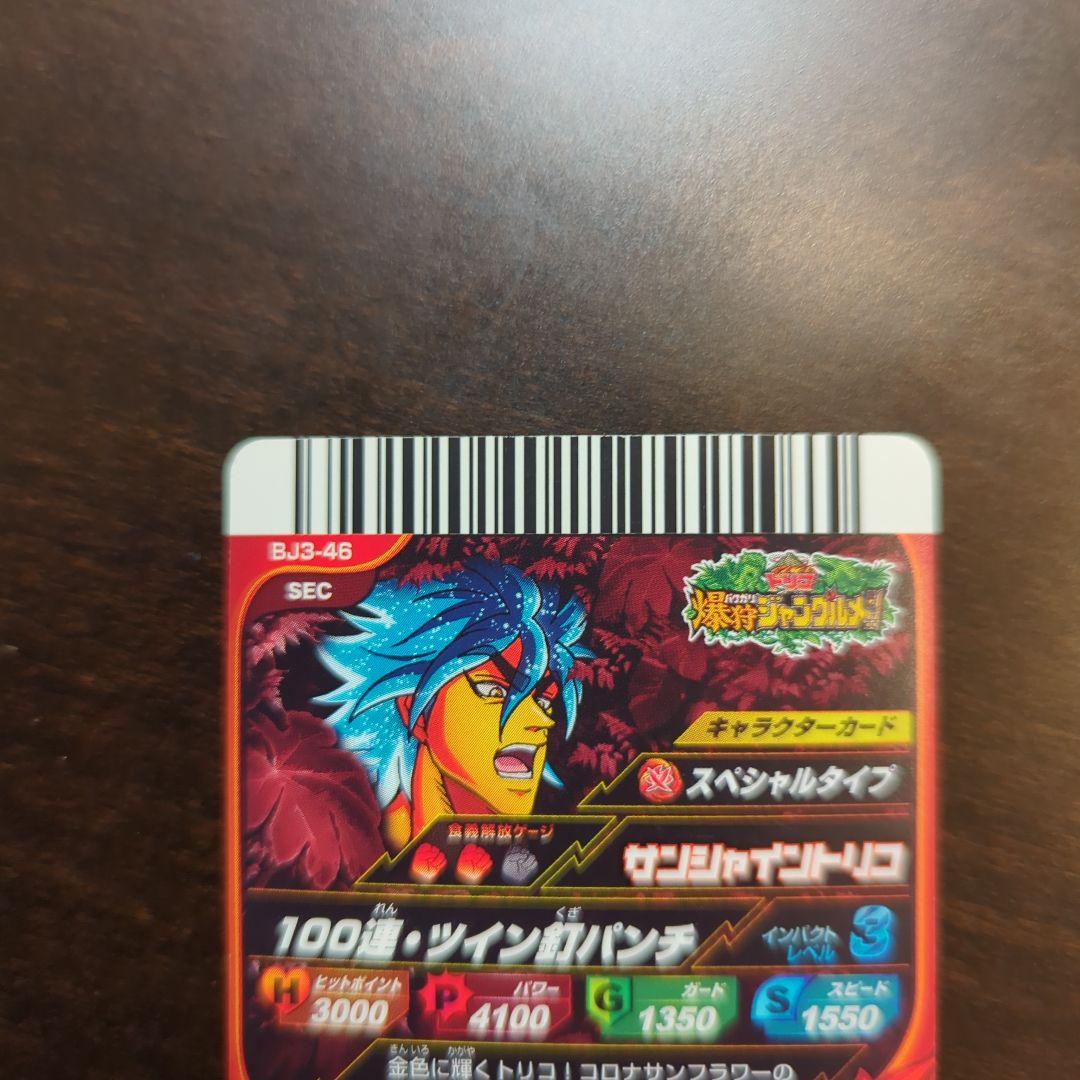 BJ3-46
SEC
トリコ
バクガリ
爆狩ジャングルメ!
キャラクターカード
スペシャルタイプ
食義解放ゲージ
サンシャイントリコ
れん くぎ
100連・ツイン釘パンチ
インパクトレベル 3
H ヒットポイント 3000
P パワー 4100
G ガード 1350
S スピード 1550
きんいろ かがや
金色に輝くトリコ!コロナサンフラワーの